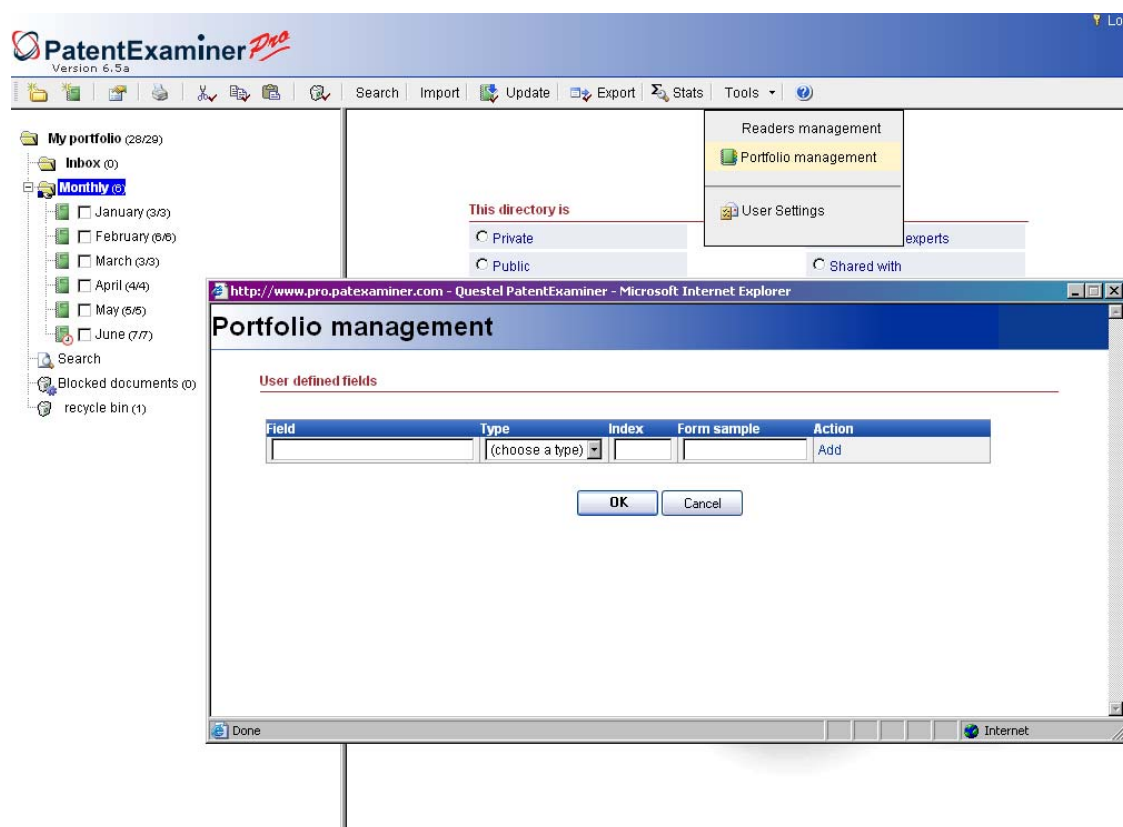 Lo
PatentExaminer Pro
Version 6.5a
Search Import Update Export Stats Tools
Readers management
Portfolio management
User Settings
My portfolio (28/29)
Inbox (0)
Monthly (6)
January (3/3)
February (6/6)
March (3/3)
April (4/4)
May (5/5)
June (7/7)
Search
Blocked documents (0)
recycle bin (1)
This directory is
Private experts
Public Shared with
http://www.pro.patexaminer.com - Questel PatentExaminer - Microsoft Internet Explorer
Portfolio management
User defined fields
Field Type Index Form sample Action
(choose a type) Add
OK Cancel
Done Internet